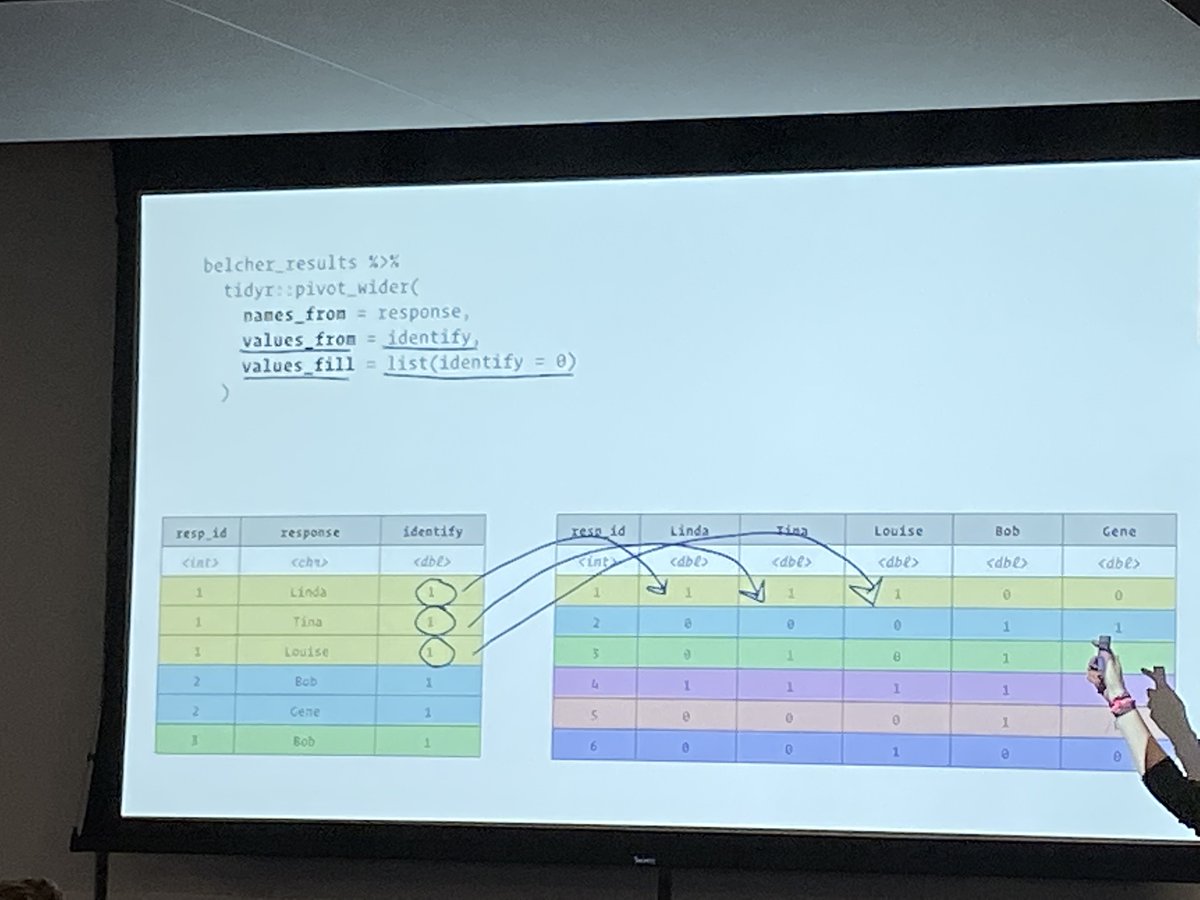 belcher_results %>%
tidyr::pivot_wider(
names_from = response,
values_from = identify,
values_fill = list(identify = 0)
)
resp_id response identify
<int> <chr> <dbl>
1 Linda 1
1 Tina 1
1 Louise 1
2 Bob 1
2 Gene 1
3 Bob 1
resp_id Linda Tina Louise Bob Gene
<int> <dbl> <dbl> <dbl> <dbl> <dbl>
1 1 1 1 0 0
2 0 0 0 1 1
3 0 1 0 1
4 1 1 1 1
5 0 0 0 1
6 0 0 1 0 0